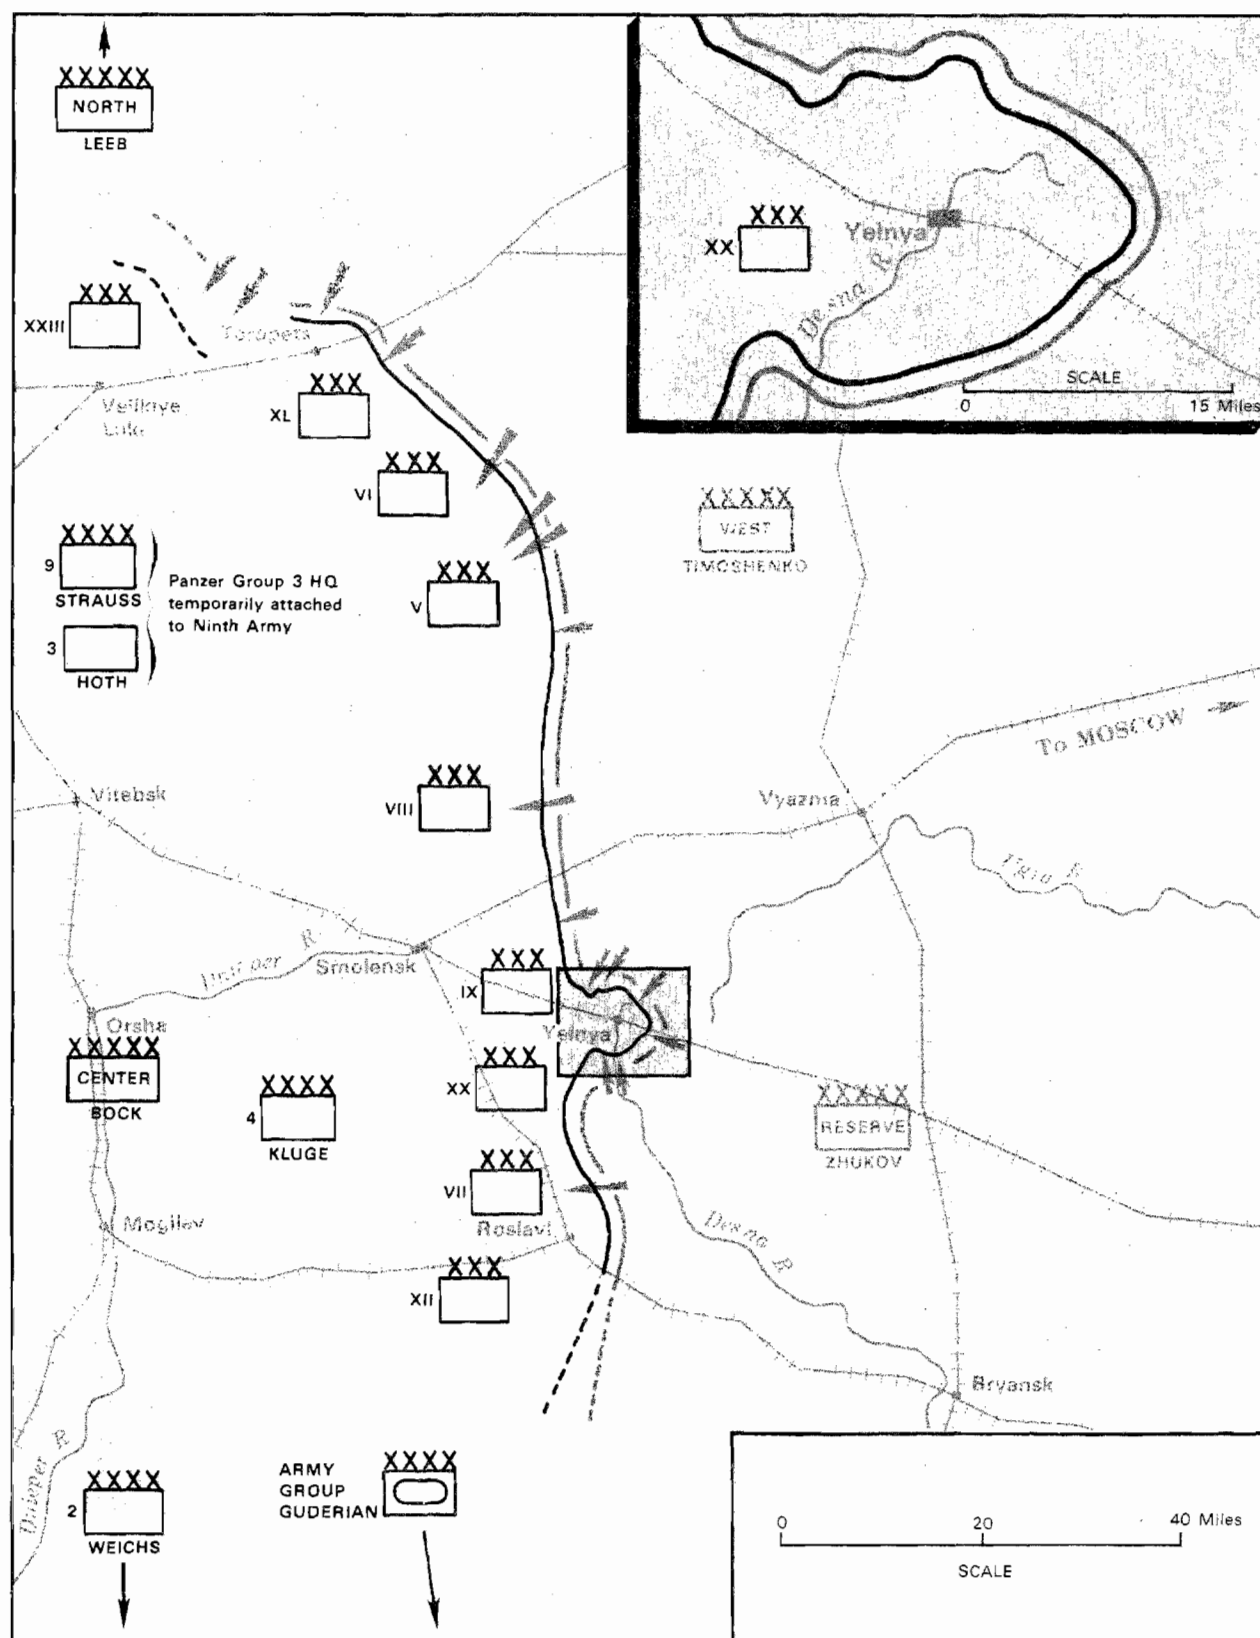 XXXXX
NORTH
LEEB
XXX
XX
Yelnya
Desna R
SCALE
0 15 Miles
XXX
XXIII
Toropets
Velikiye
Luki
XXX
XL
XXX
VI
XXXXX
WEST
TIMOSHENKO
XXXX
9
STRAUSS
3
HOTH
Panzer Group 3 HQ
temporarily attached
to Ninth Army
XXX
V
To MOSCOW
XXX
VIII
Vitebsk
Vyazma
Ugra R
Dnieper R.
Smolensk
XXX
IX
Yelnya
Orsha
XXXXX
CENTER
BOCK
XXXX
4
KLUGE
XXX
XX
XXXXX
RESERVE
ZHUKOV
XXX
VII
Roslavl
Mogilev
Desna R
XXX
XII
Bryansk
Dnieper R
XXXX
2
WEICHS
ARMY
GROUP
GUDERIAN
XXXX
0 20 40 Miles
SCALE